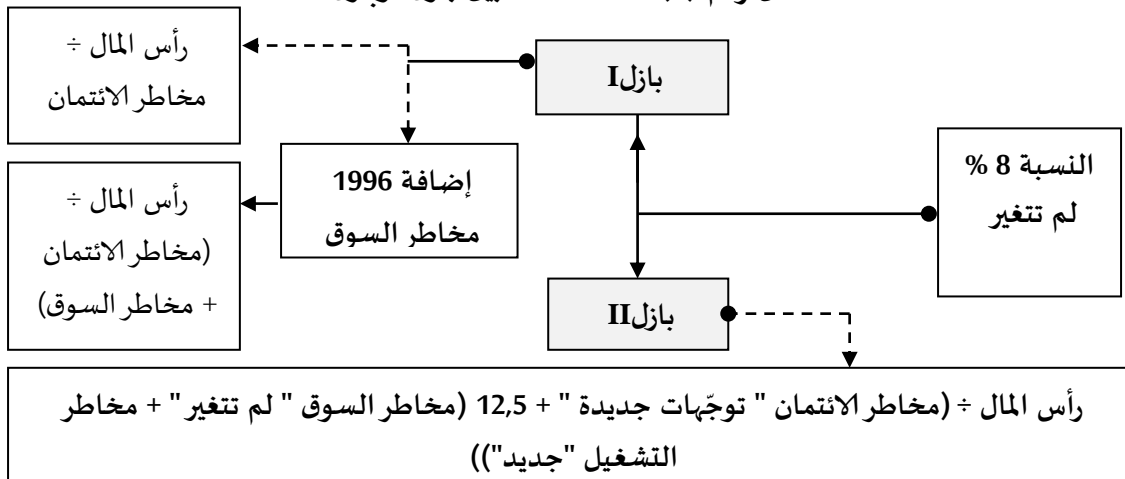 رأس المال ÷
مخاطر الائتمان
بازلI
النسبة 8 %
لم تتغير
إضافة 1996
مخاطر السوق
رأس المال ÷
(مخاطر الائتمان
+ مخاطر السوق)
بازلII
رأس المال ÷ (مخاطر الائتمان " توجّهات جديدة " + 12,5 (مخاطر السوق " لم تتغير " + مخاطر
التشغيل "جديد"))